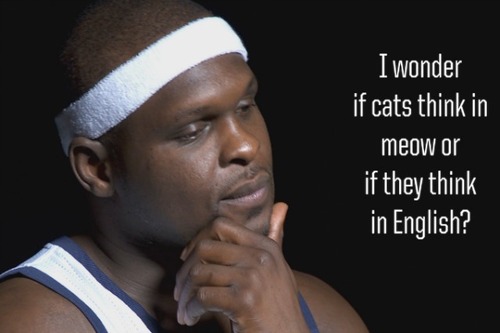 I wonder
if cats think in
meow or
if they think
in English?